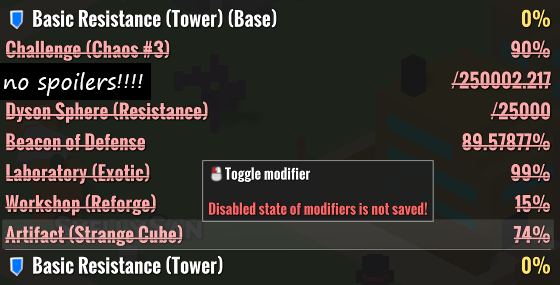 Basic Resistance (Tower) (Base) 0%
Challenge (Chaos #3) 90%
no spoilers!!!! /250002.217
Dyson Sphere (Resistance) /25000
Beacon of Defense 89.57877%
Laboratory (Exotic) 99%
Toggle modifier
Workshop (Reforge) 15%
Disabled state of modifiers is not saved!
Artifact (Strange Cube) 74%
Basic Resistance (Tower) 0%